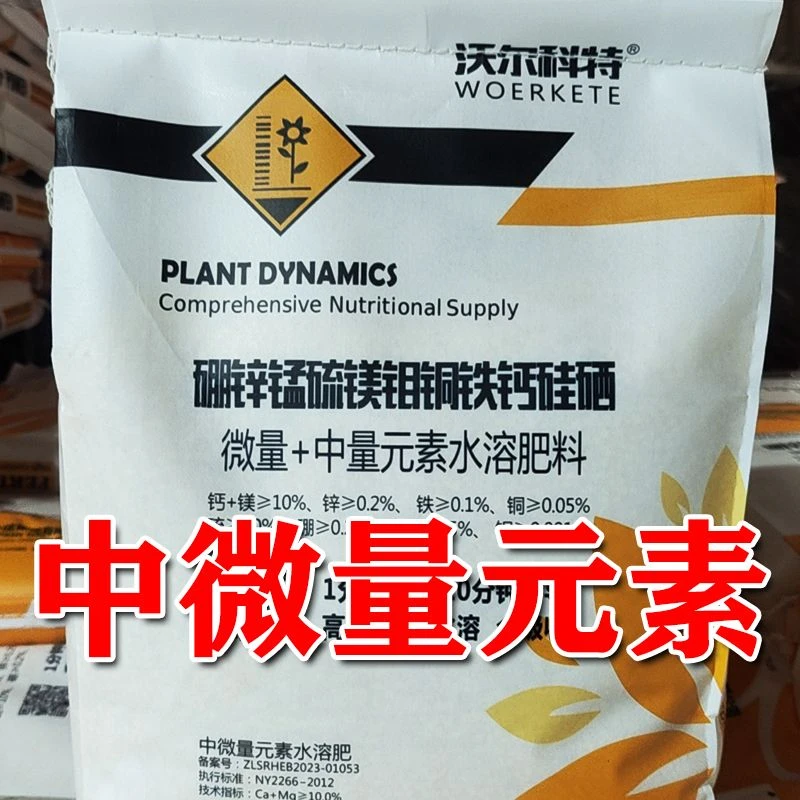 沃尔科特®
WOERKETE
PLANT DYNAMICS
Comprehensive Nutritional Supply
硼锌锰硫镁钼铜铁钙硅硒
微量+中量元素水溶肥料
钙+镁≥10%、锌≥0.2%、铁≥0.1%、铜≥0.05%
中微量元素
中微量元素水溶肥
备案号：ZLSRHEB2023-01053
执行标准：NY2266-2012
技术指标：Ca+Mg≥10.0%